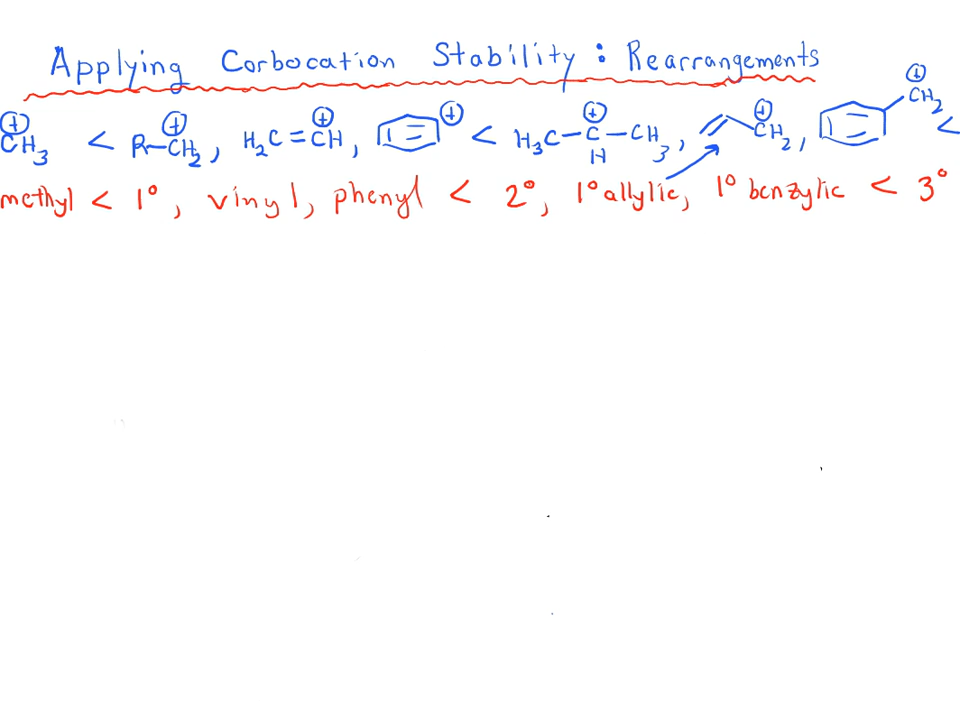 Applying Corbocation Stability : Rearrangements
⊕CH3 < R-CH2⊕, H2C=CH⊕, ⊕ < H3C-C⊕H-CH3, CH2⊕, CH2⊕ <
methyl < 1°, vinyl, phenyl < 2°, 1° allylic, 1° benzylic < 3°